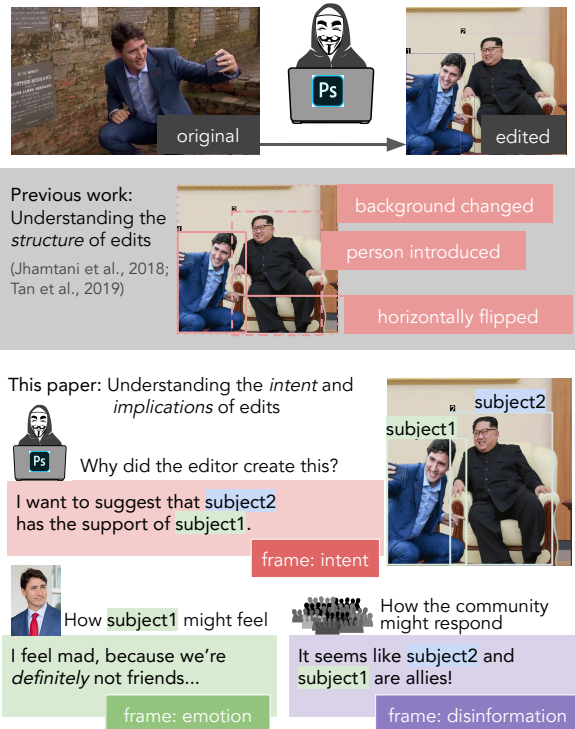 original
Ps
edited
Previous work:
Understanding the
structure of edits
(Jhamtani et al., 2018;
Tan et al., 2019)
background changed
person introduced
horizontally flipped
This paper: Understanding the intent and
implications of edits
subject2
subject1
Ps
Why did the editor create this?
I want to suggest that subject2
has the support of subject1.
frame: intent
How subject1 might feel
I feel mad, because we're
definitely not friends...
frame: emotion
How the community
might respond
It seems like subject2 and
subject1 are allies!
frame: disinformation